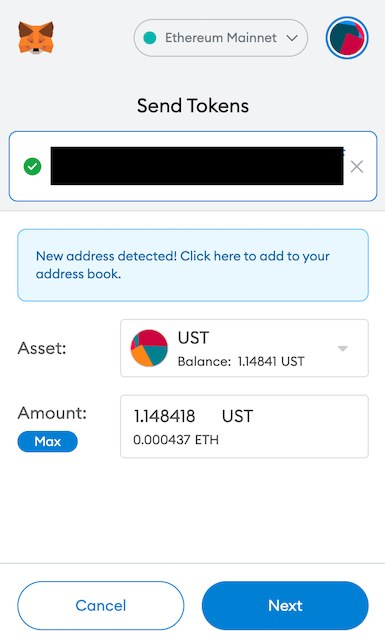 Ethereum Mainnet
Send Tokens
New address detected! Click here to add to your
address book.
Asset:
UST
Balance: 1.14841 UST
Amount:
Max
1.148418 UST
0.000437 ETH
Cancel
Next